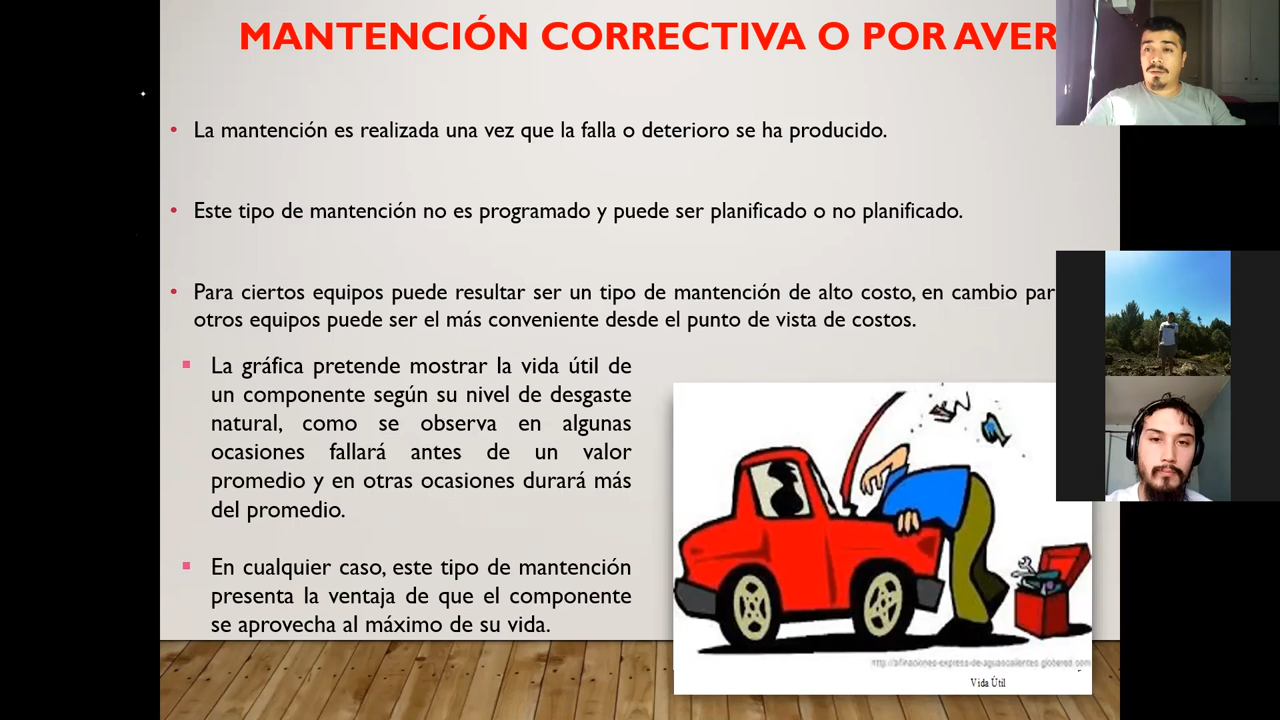 MANTENCIÓN CORRECTIVA O POR AVER
La mantención es realizada una vez que la falla o deterioro se ha producido.
Este tipo de mantención no es programado y puede ser planificado o no planificado.
Para ciertos equipos puede resultar ser un tipo de mantención de alto costo, en cambio par
otros equipos puede ser el más conveniente desde el punto de vista de costos.
La gráfica pretende mostrar la vida útil de
un componente según su nivel de desgaste
natural, como se observa en algunas
ocasiones fallará antes de un valor
promedio y en otras ocasiones durará más
del promedio.
En cualquier caso, este tipo de mantención
presenta la ventaja de que el componente
se aprovecha al máximo de su vida.
http://afinaciones-express-de-aguascalientes.globered.com
Vida Útil